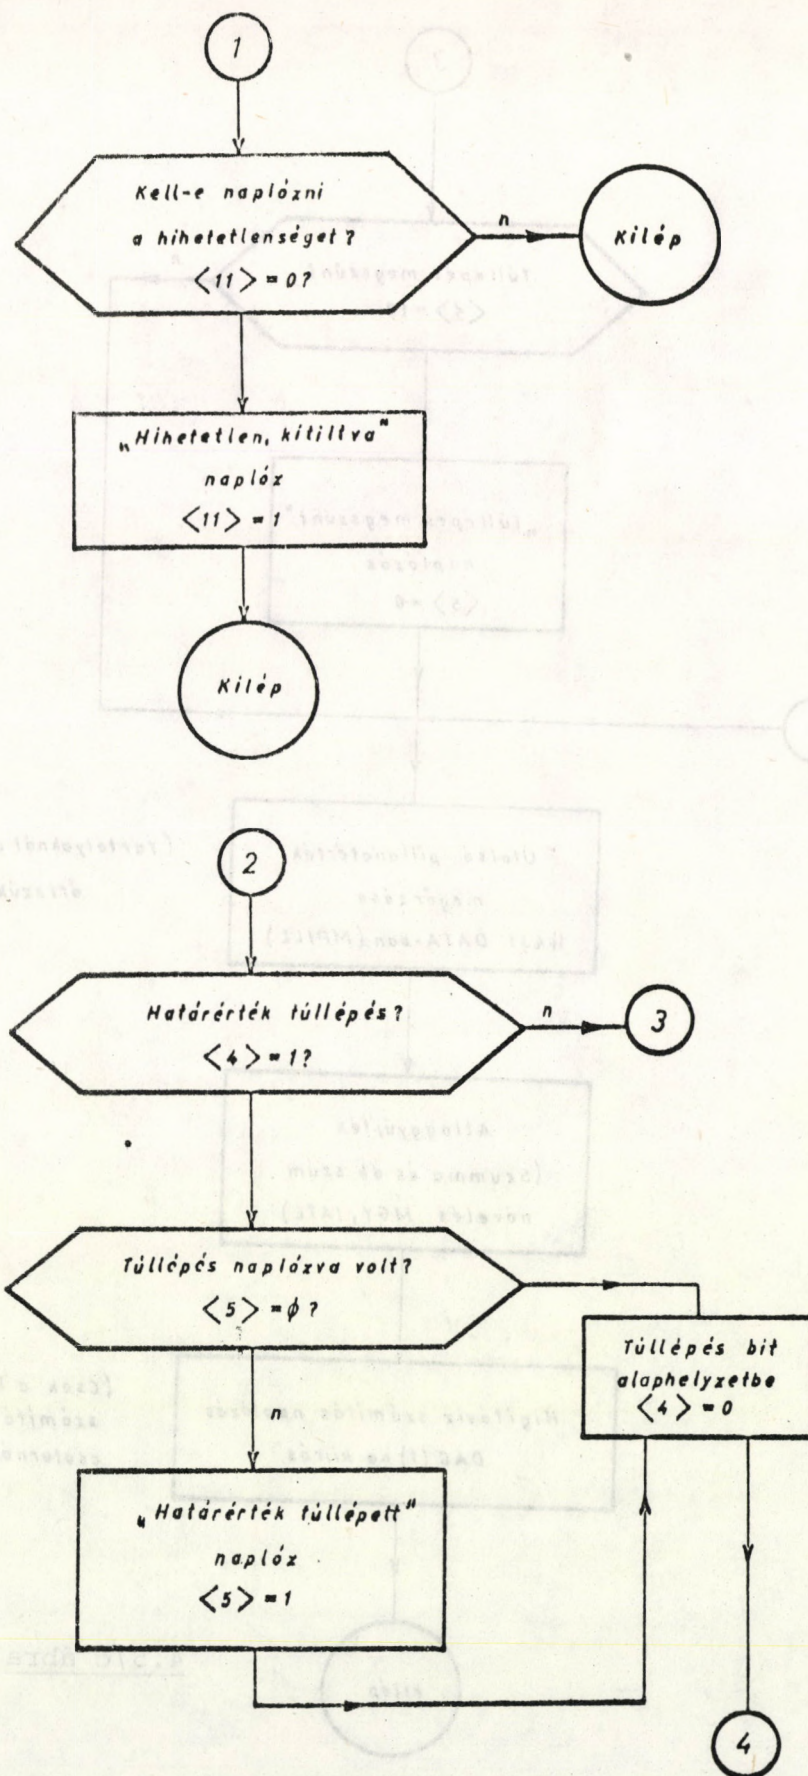 1
Kell-e naplózni
a hihetetlenséget?
<11> = 0?
n
Kilép
„Hihetetlen, kitiltva"
naplóz
<11> = 1
Kilép
2
Határérték túllépés?
<4> = 1?
n
3
Túllépés naplózva volt?
<5> = ϕ?
n
Túllépés bit
alaphelyzetbe
<4> = 0
„Határérték túllépett"
naplóz
<5> = 1
4